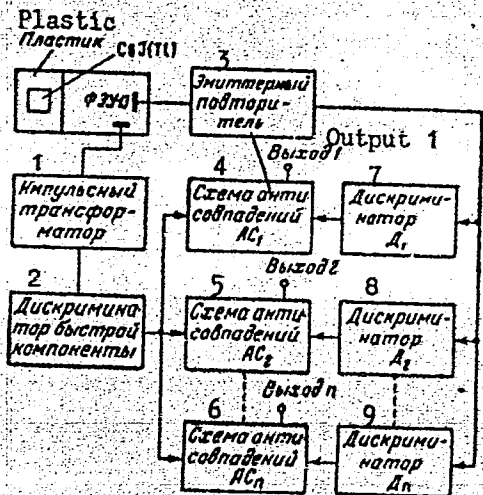 Plastic
Пластик
CsJ(Tl)
ФЭУ
3
Эмиттерный
повтори-
тель
Output 1
Выход 1
1
Импульсный
трансфор-
матор
4
Схема анти
совпадений
АС₁
7
Дискрими-
натор
Д₁
2
Дискримина
тор быстрой
компоненты
Выход 2
5
Схема анти
совпадений
АС₂
8
Дискрими-
натор
Д₂
Выход n
6
Схема анти
совпадений
АСn
9
Дискрими-
натор
Дn